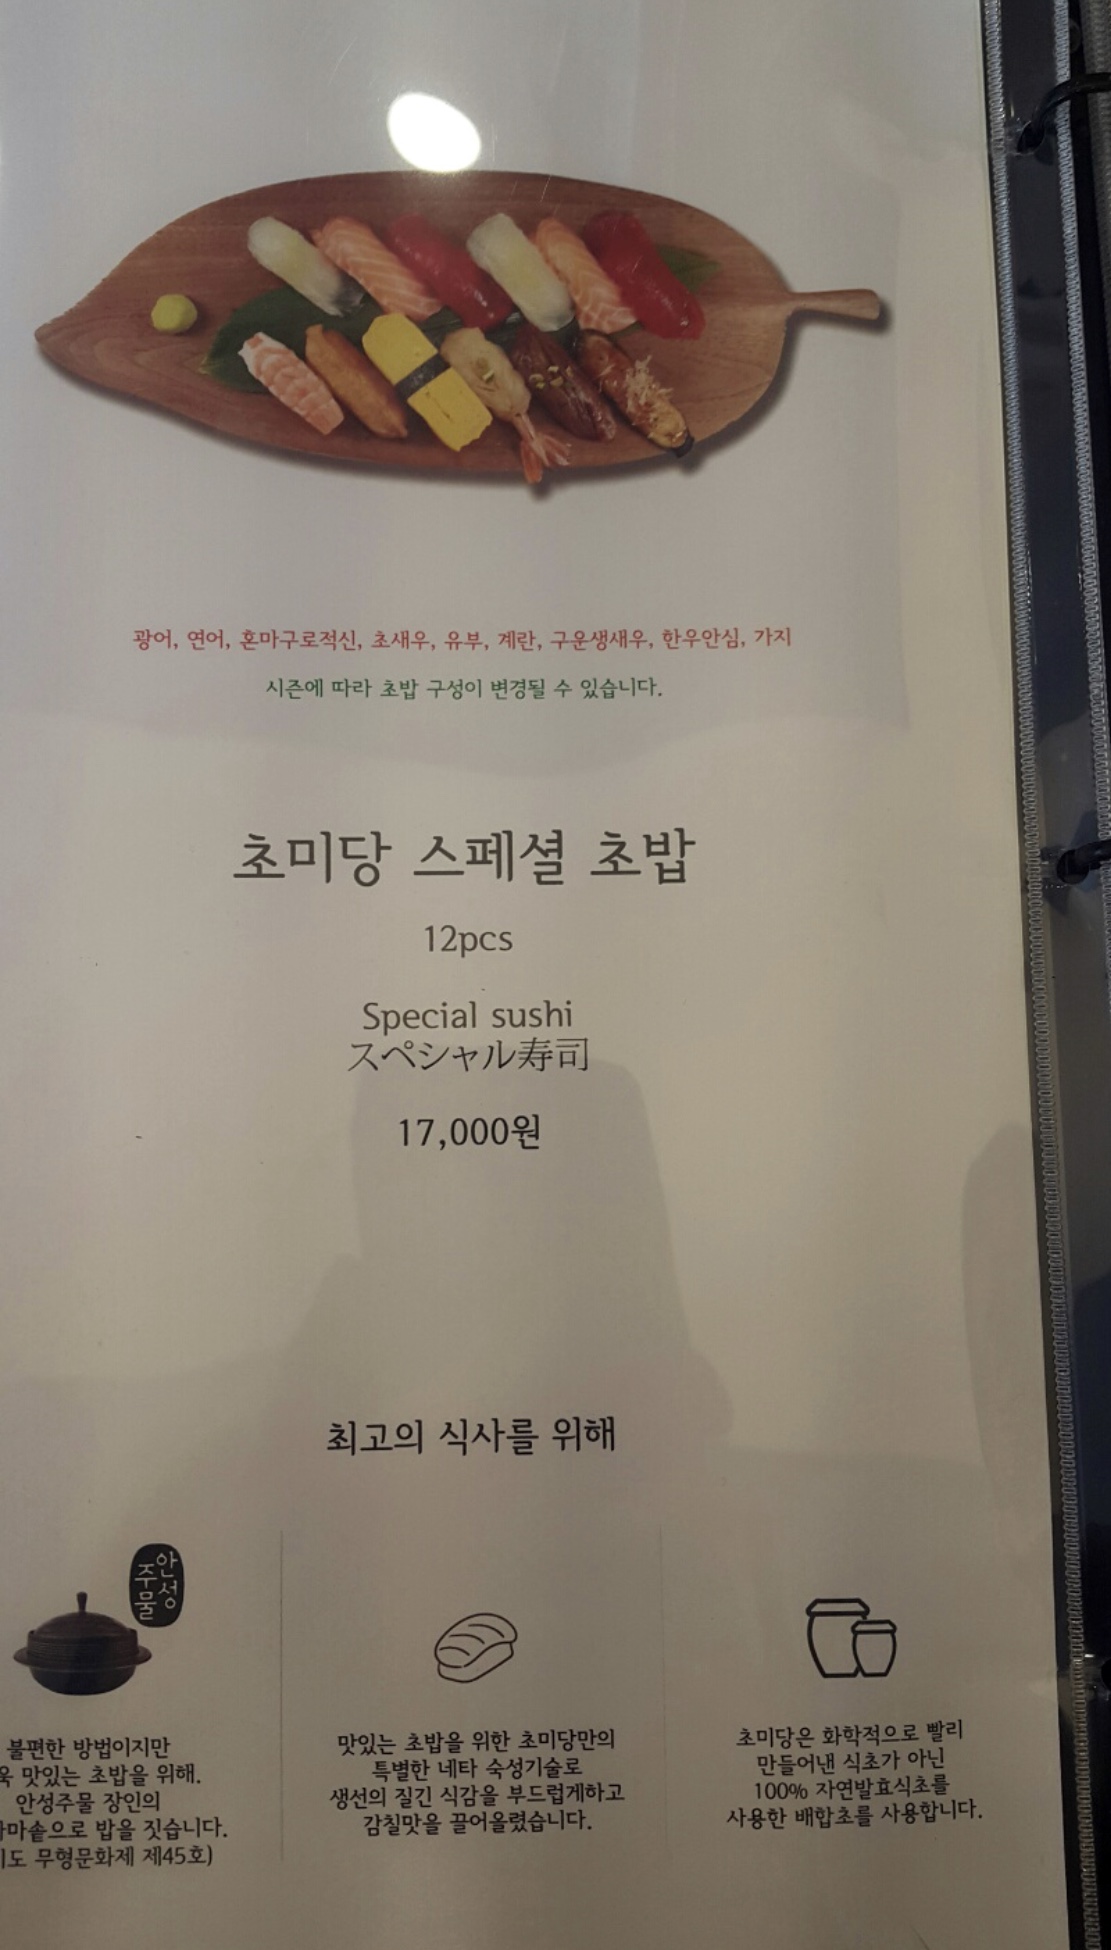 광어, 연어, 혼마구로적신, 초새우, 유부, 계란, 구운생새우, 한우안심, 가지
시즌에 따라 초밥 구성이 변경될 수 있습니다.
초미당 스페셜 초밥
12pcs
Special sushi
スペシャル寿司
17,000원
최고의 식사를 위해
안성
주물
불편한 방법이지만
맛있는 초밥을 위해.
안성주물 장인의
밥을 짓습니다.
무형문화제 제45호)
맛있는 초밥을 위한 초미당만의
특별한 네타 숙성기술로
생선의 질긴 식감을 부드럽게하고
감칠맛을 끌어올렸습니다.
초미당은 화학적으로 빨리
만들어낸 식초가 아닌
100% 자연발효식초를
사용한 배합초를 사용합니다.